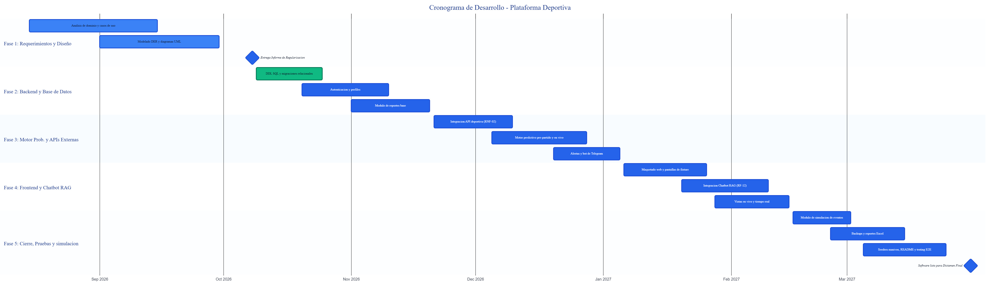 Cronograma de Desarrollo - Plataforma Deportiva
Analisis de dominio y casos de uso
Modelado DER y diagramas UML
Fase 1: Requerimientos y Diseño
Entrega Informe de Regularizacion
DDL SQL y migraciones relacionales
Autenticacion y perfiles
Fase 2: Backend y Base de Datos
Modulo de reportes base
Integracion API deportiva (RNF-02)
Motor predictivo pre-partido y en vivo
Fase 3: Motor Prob. y APIs Externas
Alertas y bot de Telegram
Maquetado web y pantallas de fixture
Integracion Chatbot RAG (RF-12)
Fase 4: Frontend y Chatbot RAG
Vistas en vivo y tiempo real
Modulo de simulacion de eventos
Backups y reportes Excel
Fase 5: Cierre, Pruebas y simulacion
Seeders masivos, README y testing E2E
Software listo para Dictamen Final
Sep 2026
Oct 2026
Nov 2026
Dec 2026
Jan 2027
Feb 2027
Mar 2027